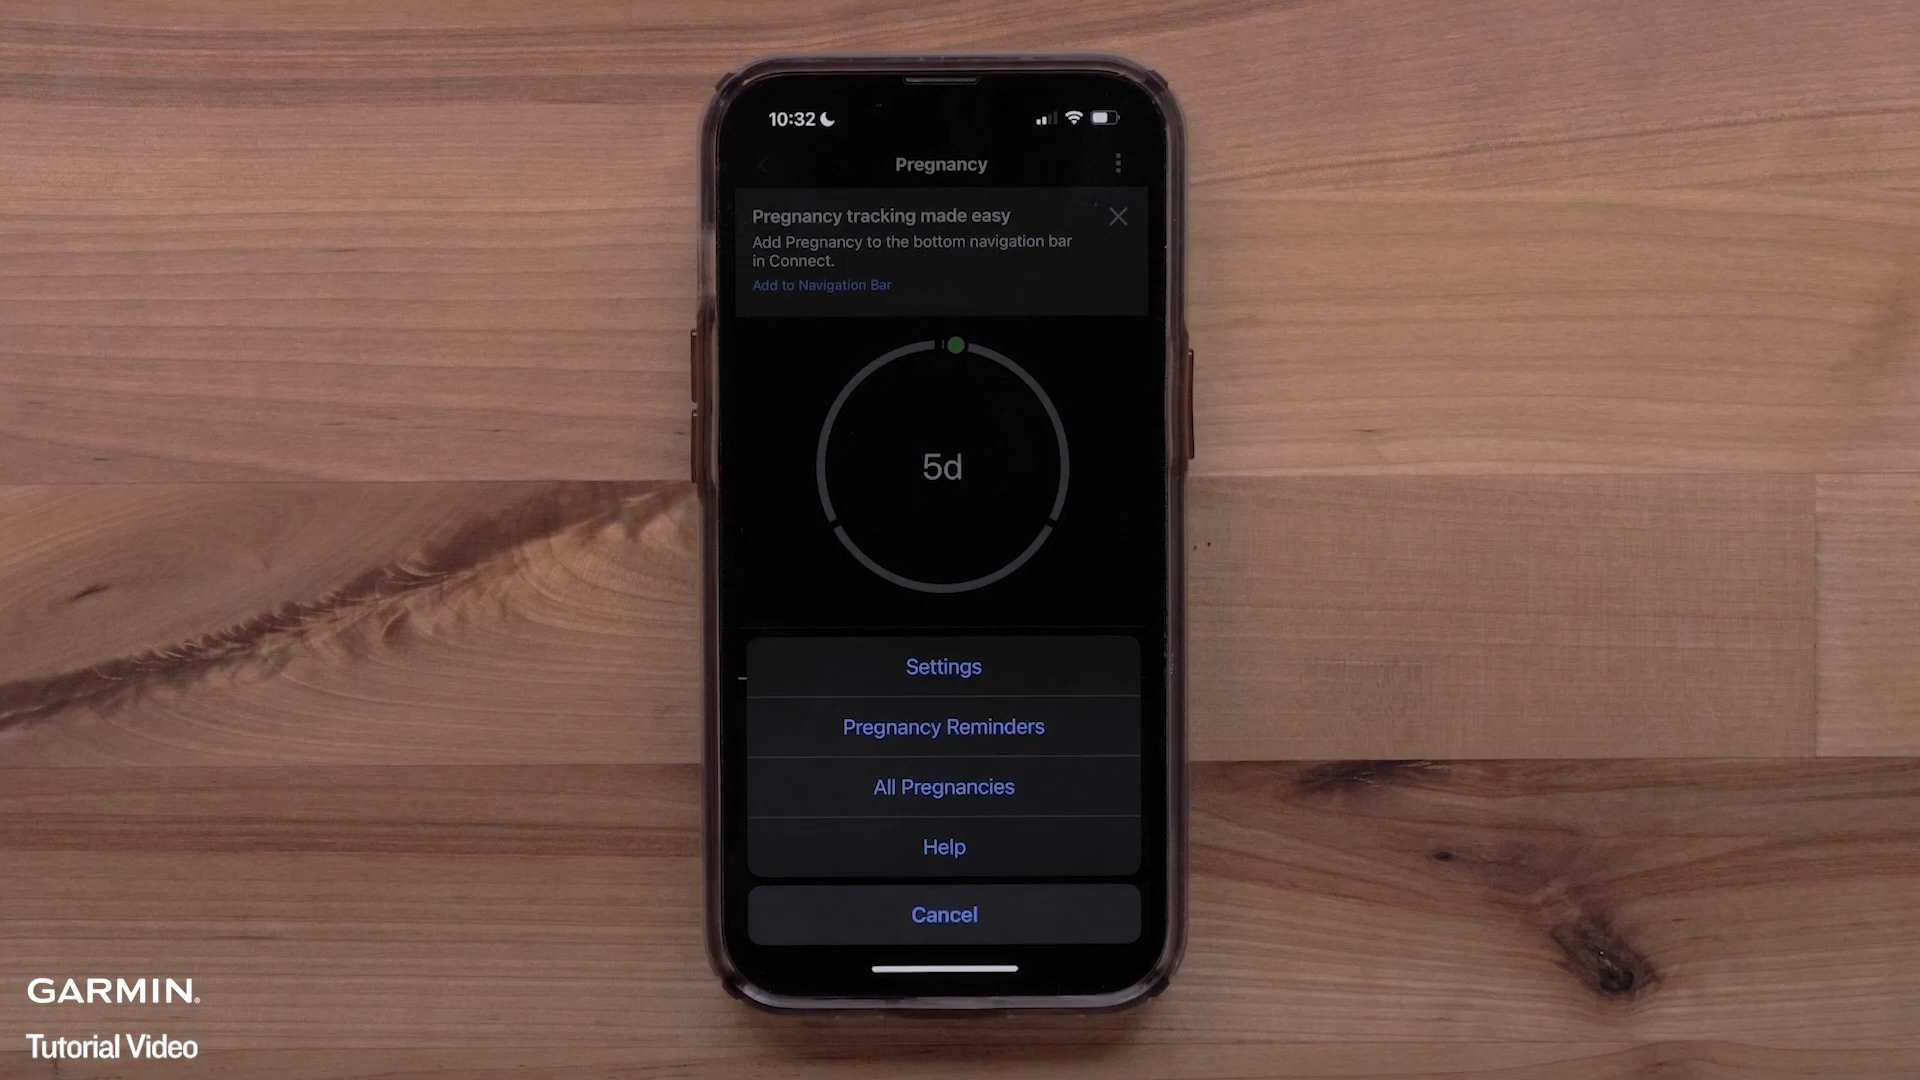 10:32
Pregnancy
Pregnancy tracking made easy
Add Pregnancy to the bottom navigation bar
in Connect.
Add to Navigation Bar
5d
Settings
Pregnancy Reminders
All Pregnancies
Help
Cancel
GARMIN®
Tutorial Video